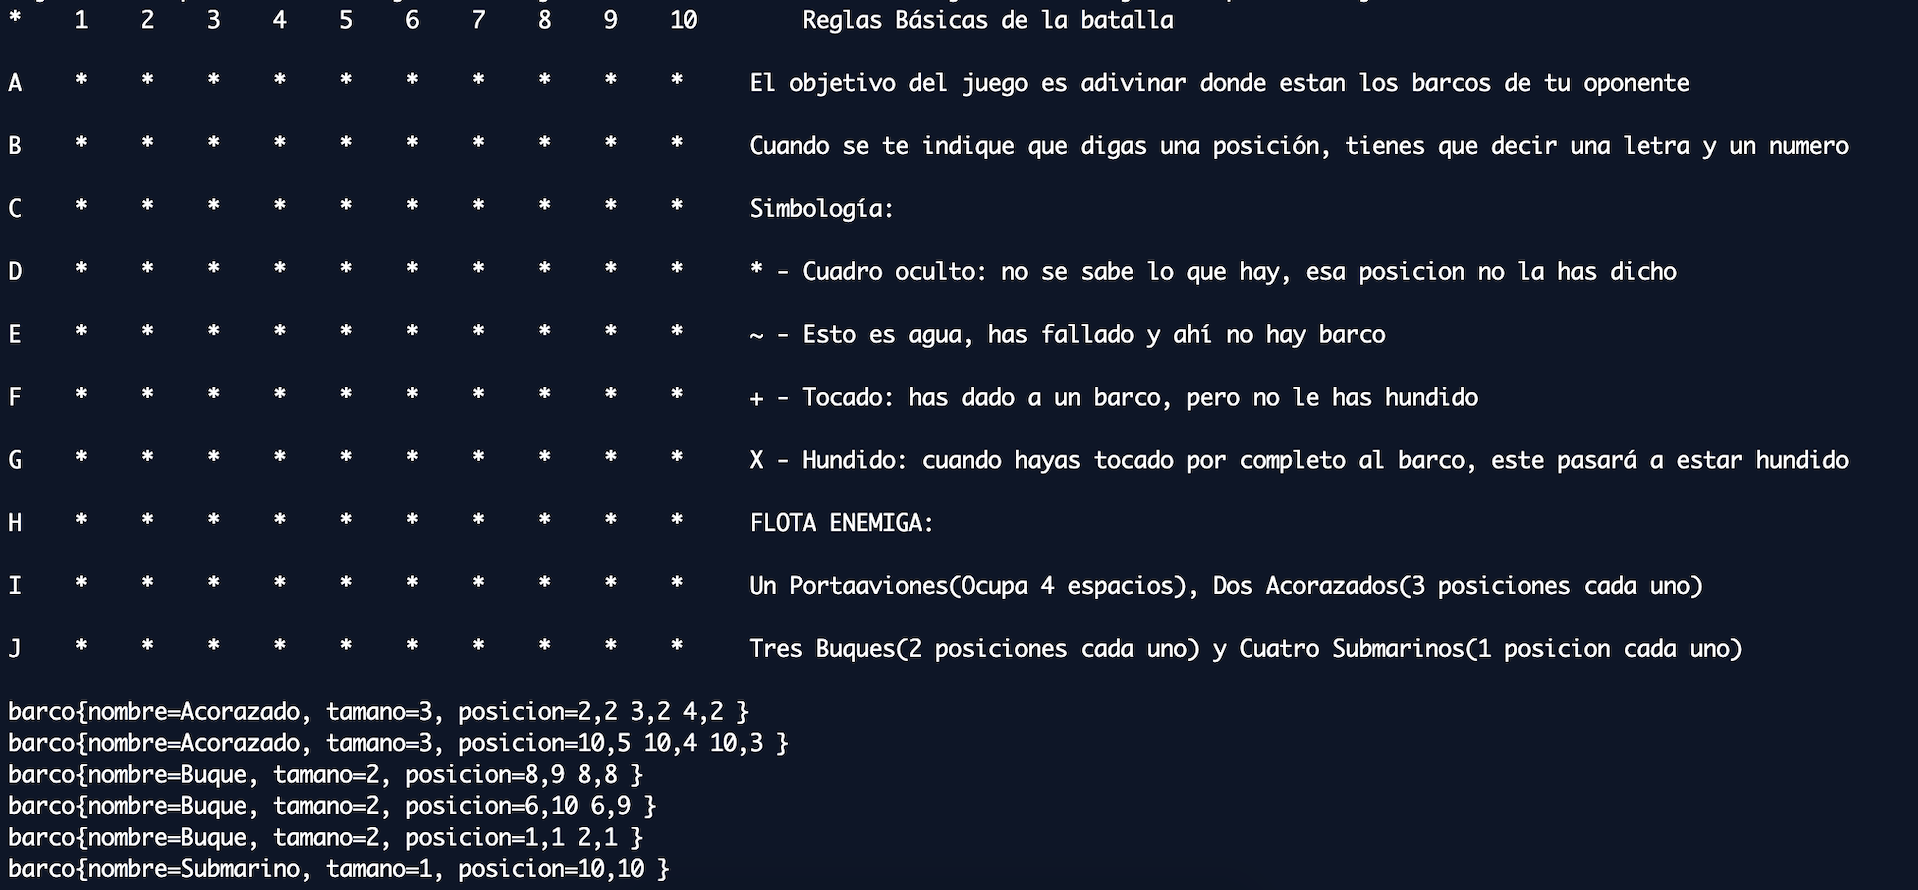 * 1 2 3 4 5 6 7 8 9 10 Reglas Básicas de la batalla
A * * * * * * * * * * El objetivo del juego es adivinar donde estan los barcos de tu oponente
B * * * * * * * * * * Cuando se te indique que digas una posición, tienes que decir una letra y un numero
C * * * * * * * * * * Simbología:
D * * * * * * * * * * * - Cuadro oculto: no se sabe lo que hay, esa posicion no la has dicho
E * * * * * * * * * * ~ - Esto es agua, has fallado y ahí no hay barco
F * * * * * * * * * * + - Tocado: has dado a un barco, pero no le has hundido
G * * * * * * * * * * X - Hundido: cuando hayas tocado por completo al barco, este pasará a estar hundido
H * * * * * * * * * * FLOTA ENEMIGA:
I * * * * * * * * * * Un Portaaviones(Ocupa 4 espacios), Dos Acorazados(3 posiciones cada uno)
J * * * * * * * * * * Tres Buques(2 posiciones cada uno) y Cuatro Submarinos(1 posicion cada uno)
barco{nombre=Acorazado, tamano=3, posicion=2,2 3,2 4,2 }
barco{nombre=Acorazado, tamano=3, posicion=10,5 10,4 10,3 }
barco{nombre=Buque, tamano=2, posicion=8,9 8,8 }
barco{nombre=Buque, tamano=2, posicion=6,10 6,9 }
barco{nombre=Buque, tamano=2, posicion=1,1 2,1 }
barco{nombre=Submarino, tamano=1, posicion=10,10 }